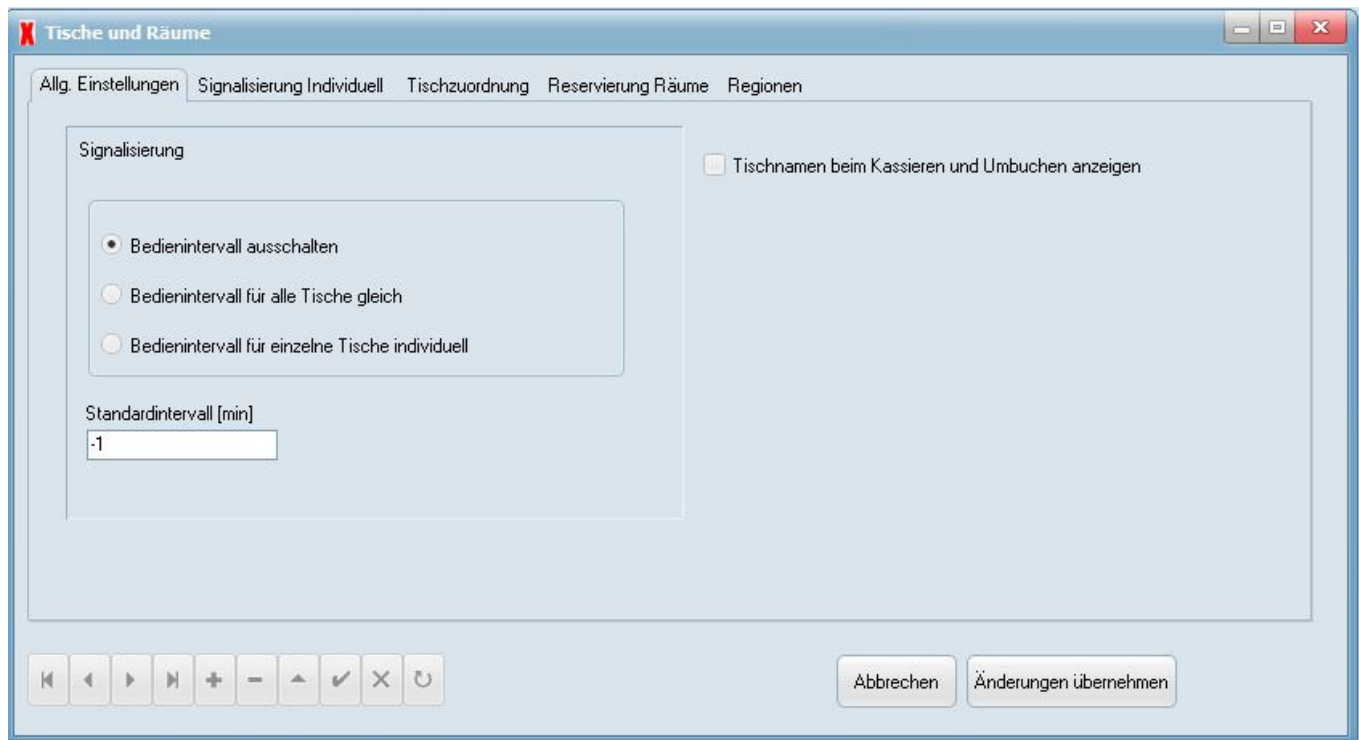 Tische und Räume
Allg. Einstellungen Signalisierung Individuell Tischzuordnung Reservierung Räume Regionen
Signalisierung
Tischnamen beim Kassieren und Umbuchen anzeigen
Bedienintervall ausschalten
Bedienintervall für alle Tische gleich
Bedienintervall für einzelne Tische individuell
Standardintervall [min]
-1
Abbrechen Änderungen übernehmen